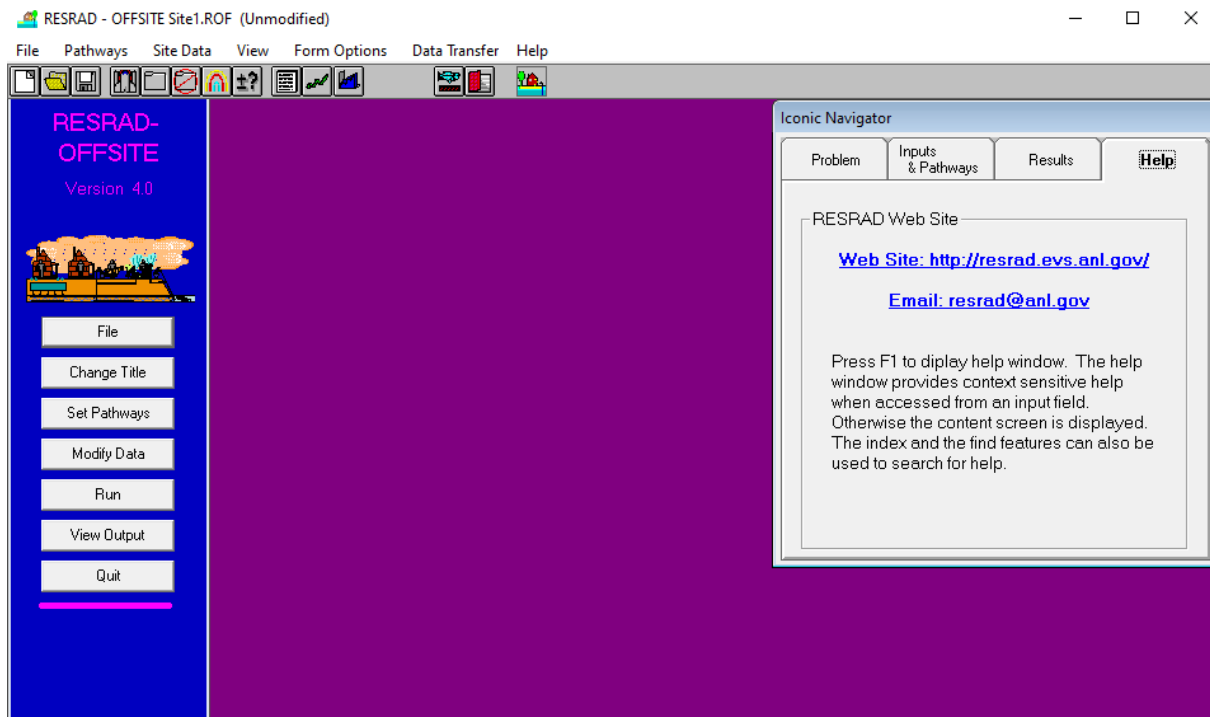 RESRAD - OFFSITE Site1.ROF (Unmodified)
File Pathways Site Data View Form Options Data Transfer Help
±?
RESRAD-
OFFSITE
Version 4.0
File
Change Title
Set Pathways
Modify Data
Run
View Output
Quit
Iconic Navigator
Problem
Inputs
& Pathways
Results
Help
RESRAD Web Site
Web Site: http://resrad.evs.anl.gov/
Email: resrad@anl.gov
Press F1 to diplay help window. The help
window provides context sensitive help
when accessed from an input field.
Otherwise the content screen is displayed.
The index and the find features can also be
used to search for help.